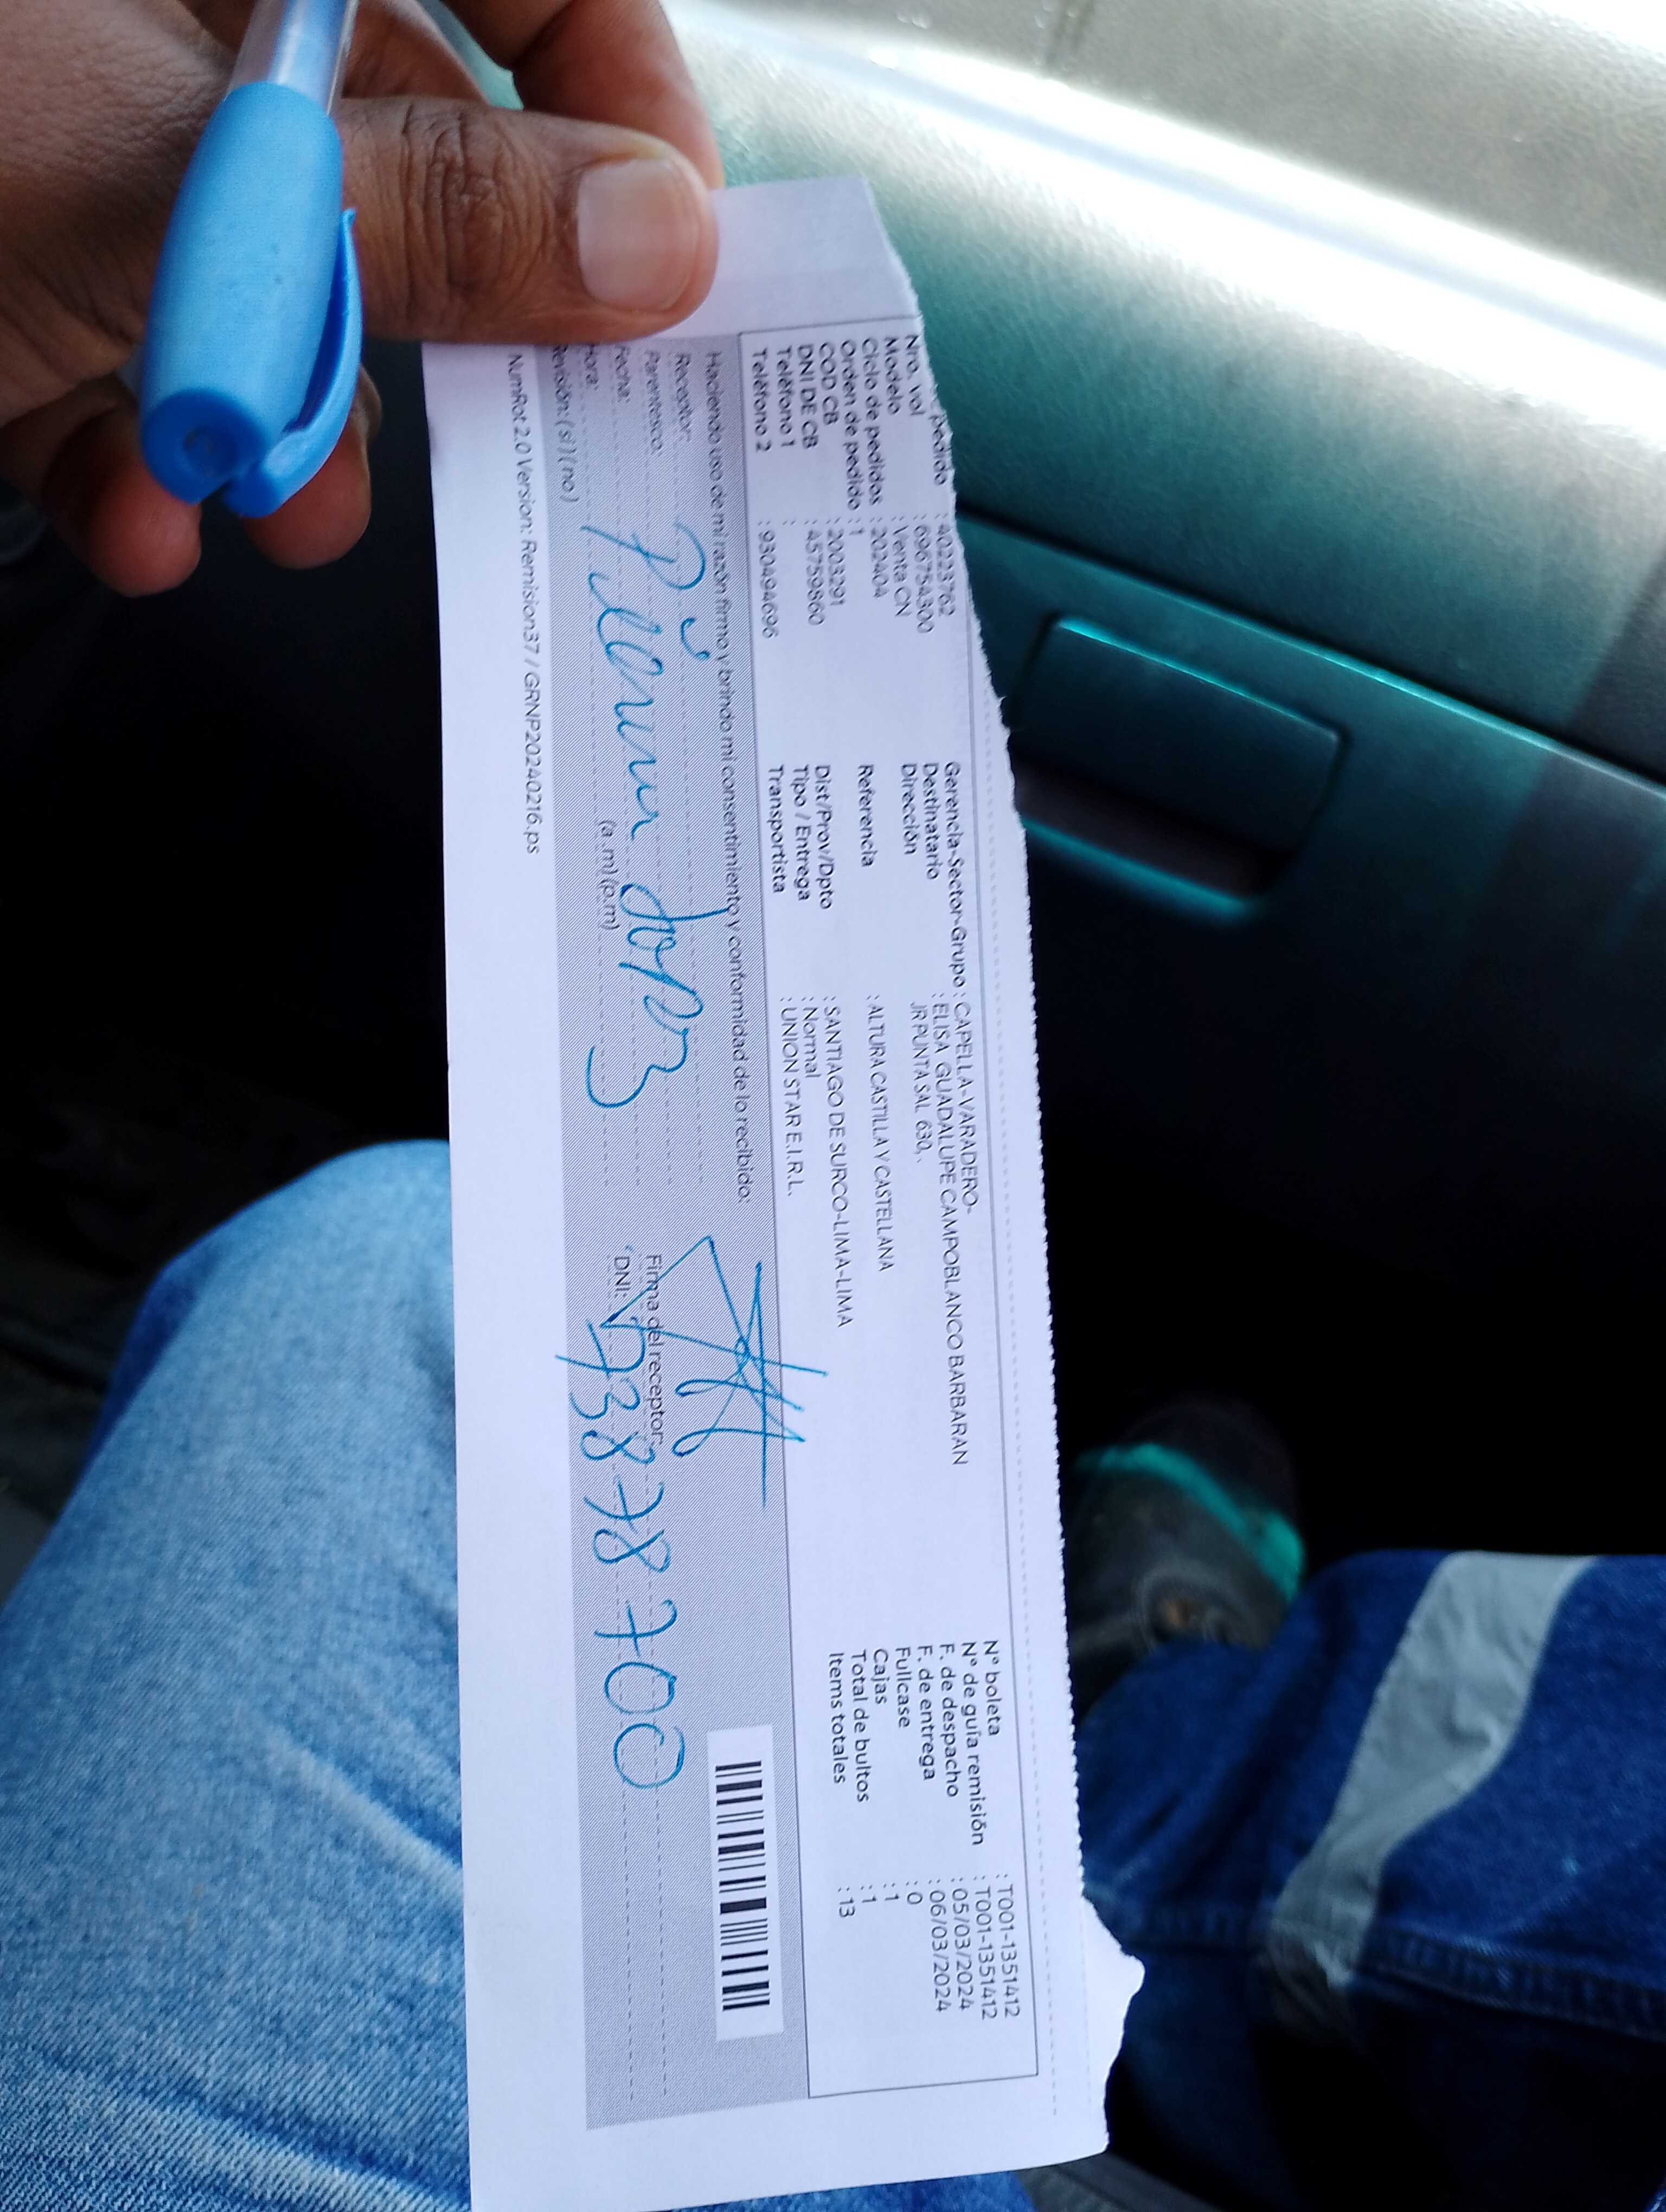 pedido : 40223762
Nro. vol : 696754300
Modelo : Venta CN
Ciclo de pedidos : 202404
Orden de pedido : 1
COD CB : 2003291
DNI DE CB : 45759860
Teléfono 1 :
Teléfono 2 : 930494696
Gerencia-Sector-Grupo : CAPELLA-VARADERO-
Destinatario : ELISA GUADALUPE CAMPOBLANCO BARBARAN
Dirección JR PUNTA SAL 630, .
Referencia : ALTURA CASTILLA Y CASTELLANA
Dist/Prov/Dpto : SANTIAGO DE SURCO-LIMA-LIMA
Tipo / Entrega : Normal
Transportista : UNION STAR E.I.R.L.
N° boleta : T001-1351412
N° de guía remisión : T001-1351412
F. de despacho : 05/03/2024
F. de entrega : 06/03/2024
Fullcase : 0
Cajas : 1
Total de bultos : 1
Items totales : 13
Haciendo uso de mi razón firmo y brindo mi consentimiento y conformidad de lo recibido:
Receptor:
Parentesco:
Fecha:
Hora: (a.m) (p.m)
Revisión: ( si ) ( no )
Firma del receptor:
DNI:
NumRot 2.0 Version: Remision37 / GRNP20240216.ps